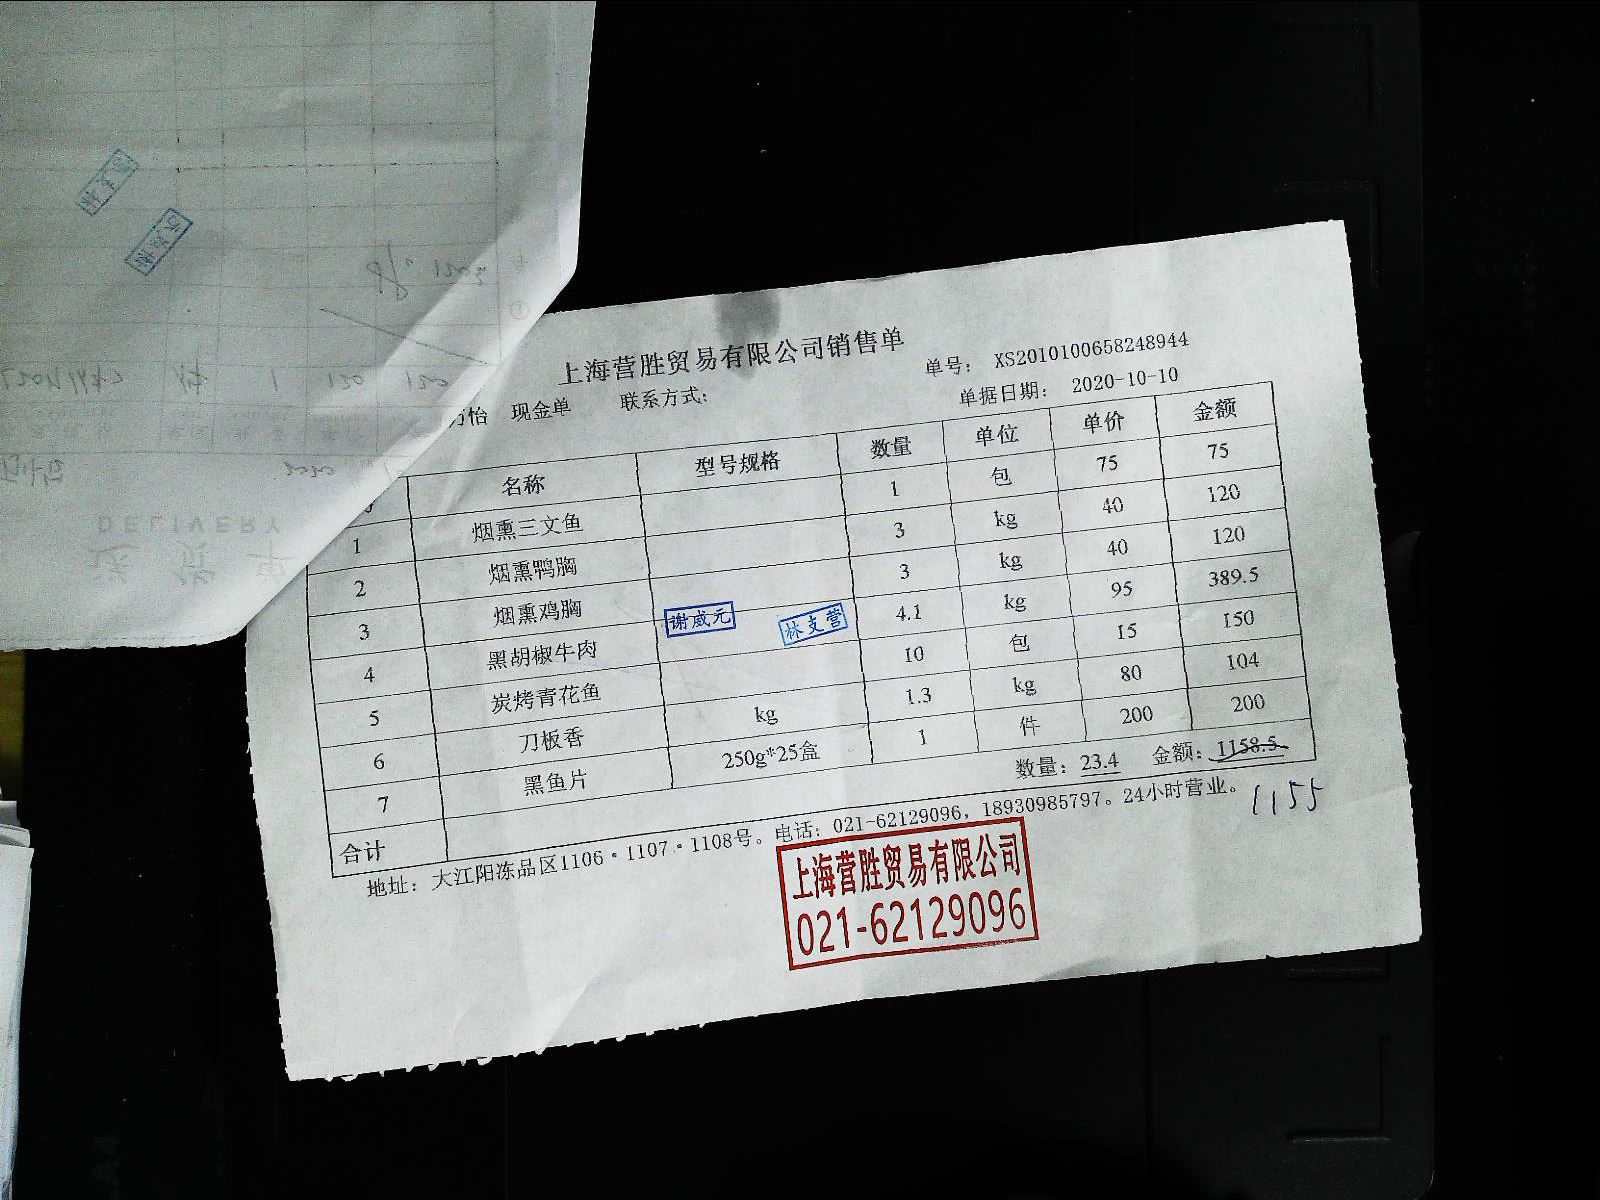 上海营胜贸易有限公司销售单
单号: XS2010100658248944
怡 现金单 联系方式: 单据日期: 2020-10-10
名称 型号规格 数量 单位 单价 金额
1 烟熏三文鱼 1 包 75 75
2 烟熏鸭胸 3 kg 40 120
3 烟熏鸡胸 3 kg 40 120
4 黑胡椒牛肉 4.1 kg 95 389.5
5 炭烤青花鱼 10 包 15 150
6 刀板香 kg 1.3 kg 80 104
7 黑鱼片 250g*25盒 1 件 200 200
合计 数量: 23.4 金额: 1158.5
1155
地址: 大江阳冻品区1106·1107·1108号。电话: 021-62129096, 18930985797。24小时营业。
谢威元
林支营
上海营胜贸易有限公司
021-62129096
DELIVERY